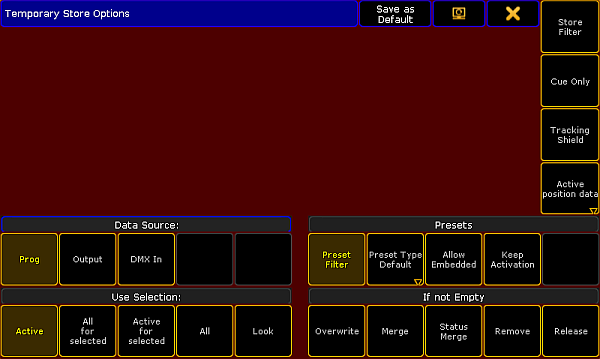 Temporary Store Options
Save as
Default
Store
Filter
Cue Only
Tracking
Shield
Active
position data
Data Source:
Prog
Output
DMX In
Presets
Preset
Filter
Preset Type
Default
Allow
Embedded
Keep
Activation
Use Selection:
Active
All
for
selected
Active
for
selected
All
Look
If not Empty
Overwrite
Merge
Status
Merge
Remove
Release